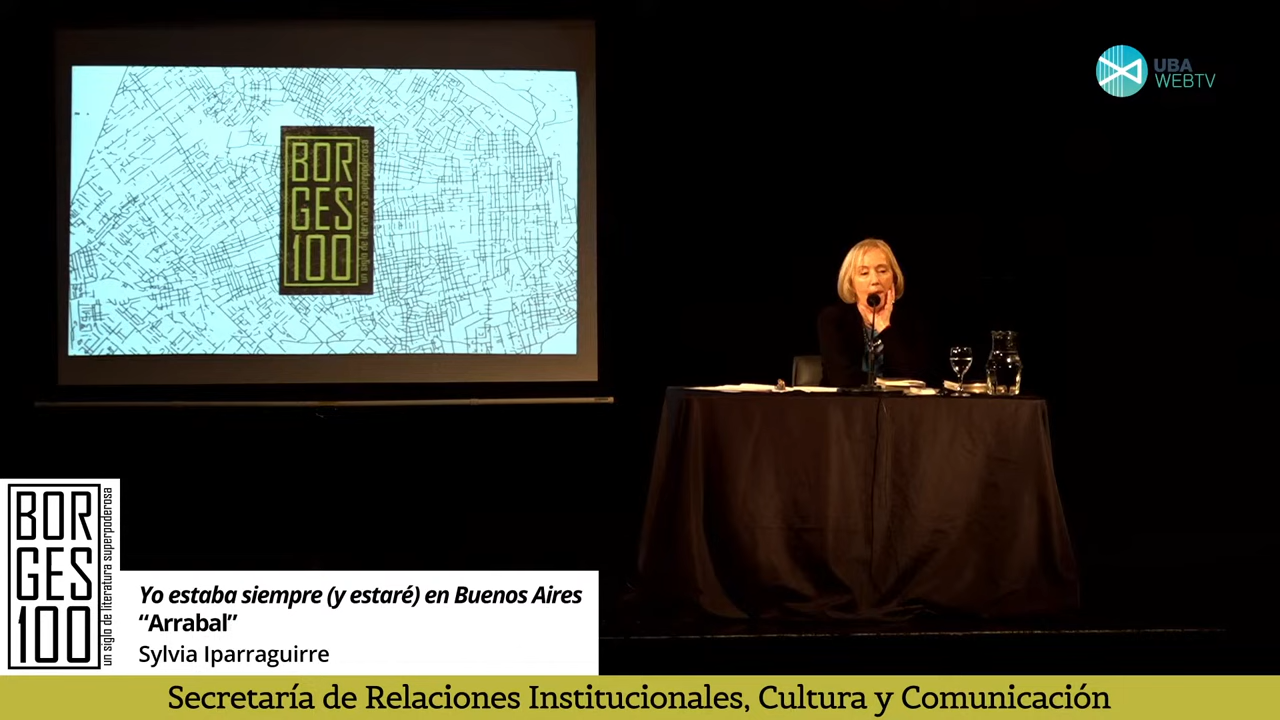 UBA
WEBTV
BOR
GES
100
un siglo de literatura superpoderosa
BOR
GES
100
un siglo de literatura superpoderosa
Yo estaba siempre (y estaré) en Buenos Aires
“Arrabal”
Sylvia Iparraguirre
Secretaría de Relaciones Institucionales, Cultura y Comunicación